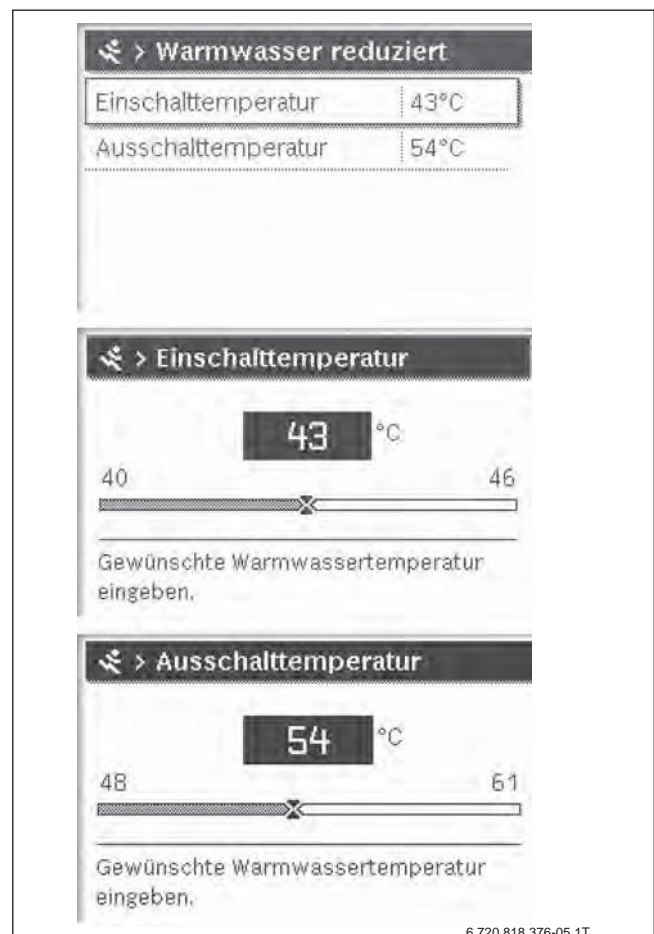 > Warmwasser reduziert
Einschalttemperatur 43°C
Ausschalttemperatur 54°C
> Einschalttemperatur
43 °C
40 46
Gewünschte Warmwassertemperatur
eingeben.
> Ausschalttemperatur
54 °C
48 61
Gewünschte Warmwassertemperatur
eingeben.
6 720 818 376-05.1T